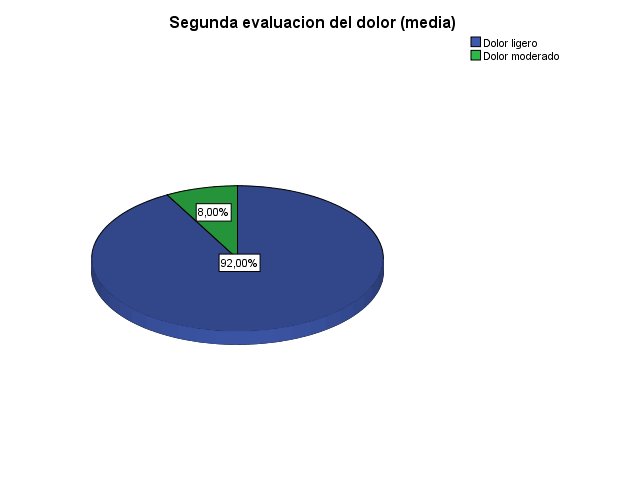 Segunda evaluacion del dolor (media)
Dolor ligero
Dolor moderado
8,00%
92,00%